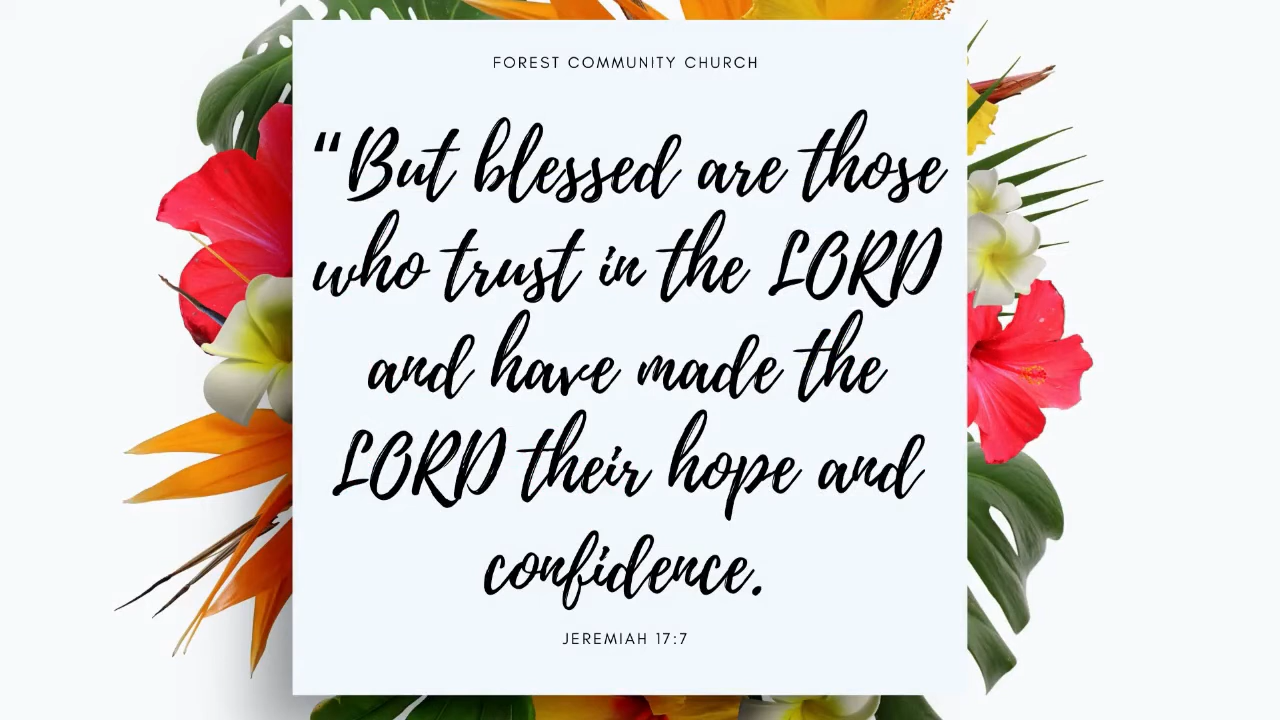 FOREST COMMUNITY CHURCH
“But blessed are those
who trust in the LORD
and have made the
LORD their hope and
confidence.
JEREMIAH 17:7